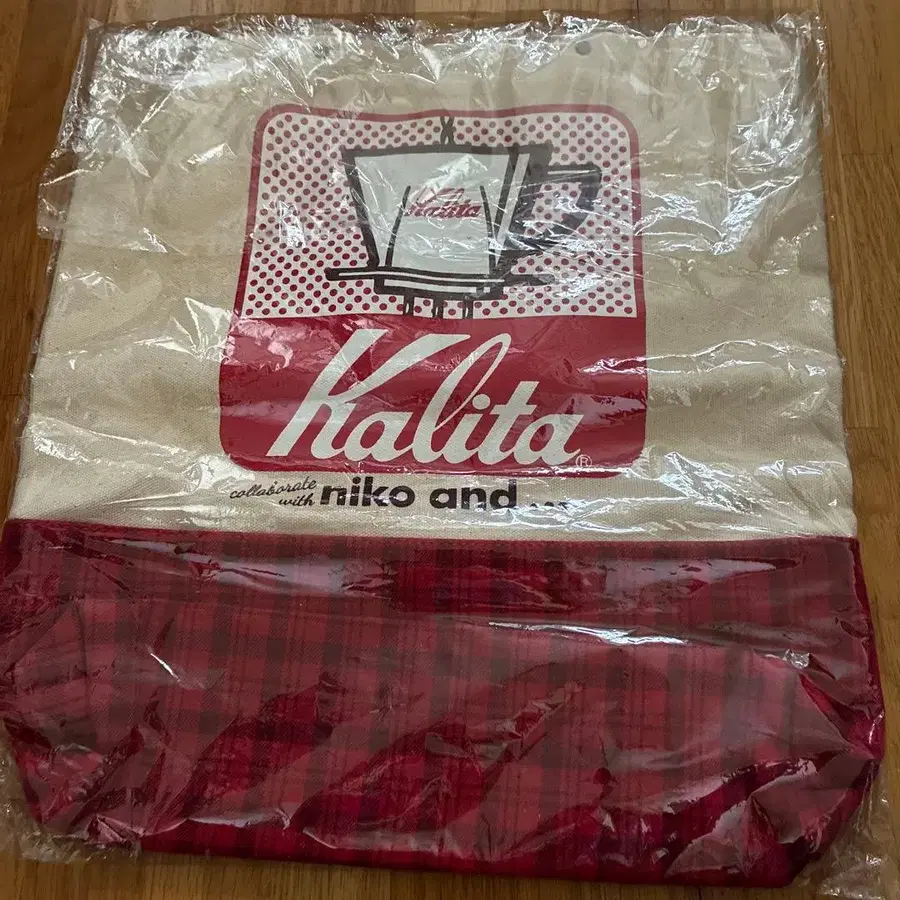 Kalita
Kalita®
collaborate
with niko and ...